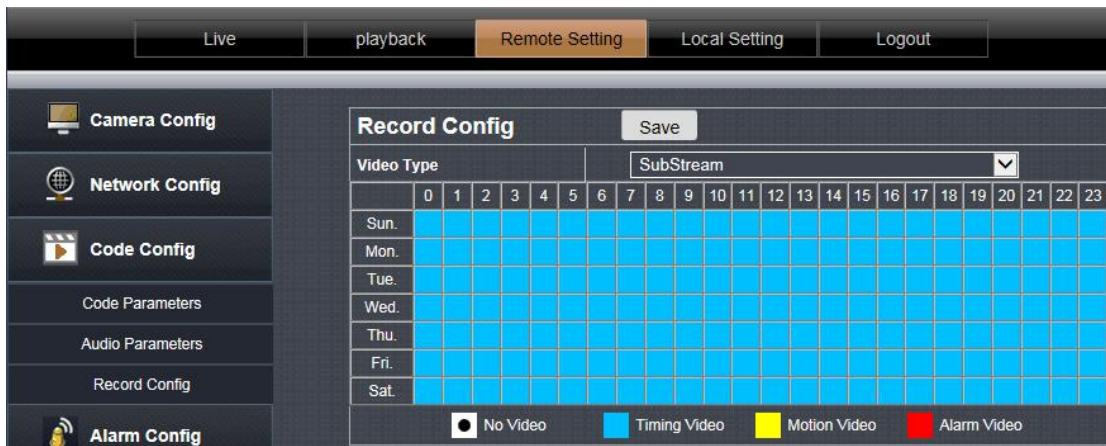 Live playback Remote Setting Local Setting Logout
Camera Config
Network Config
Code Config
Code Parameters
Audio Parameters
Record Config
Alarm Config
Record Config Save
Video Type SubStream
0 1 2 3 4 5 6 7 8 9 10 11 12 13 14 15 16 17 18 19 20 21 22 23
Sun.
Mon.
Tue.
Wed.
Thu.
Fri.
Sat.
No Video Timing Video Motion Video Alarm Video